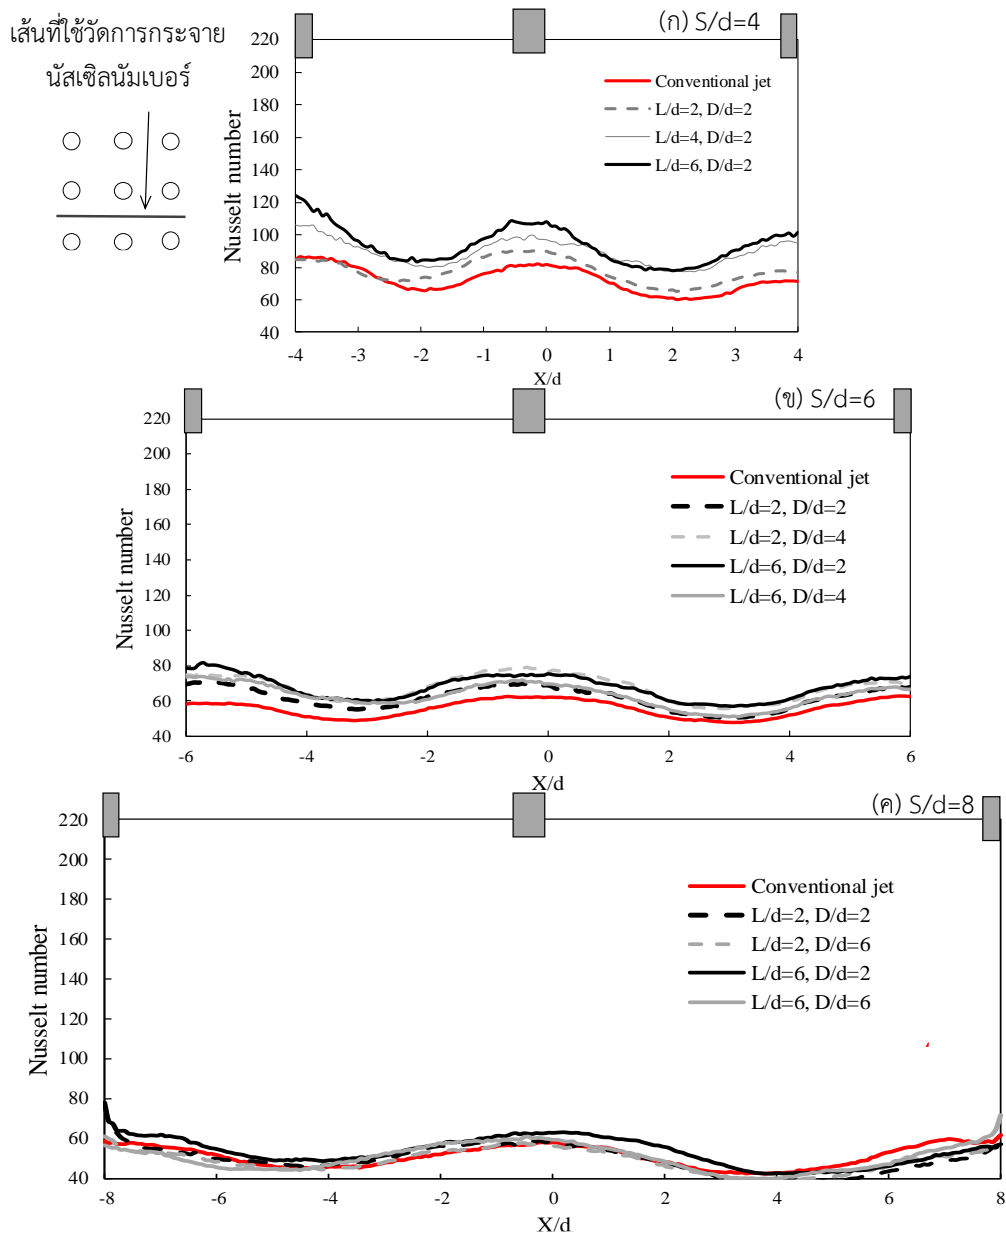 เส้นที่ใช้วัดการกระจาย
นัสเซิลนัมเบอร์
(ก) S/d=4
220
200
180
160
140
120
100
80
60
40
Nusselt number
Conventional jet
L/d=2, D/d=2
L/d=4, D/d=2
L/d=6, D/d=2
-4 -3 -2 -1 0 1 2 3 4
X/d
(ข) S/d=6
220
200
180
160
140
120
100
80
60
40
Nusselt number
Conventional jet
L/d=2, D/d=2
L/d=2, D/d=4
L/d=6, D/d=2
L/d=6, D/d=4
-6 -4 -2 0 2 4 6
X/d
(ค) S/d=8
220
200
180
160
140
120
100
80
60
40
Nusselt number
Conventional jet
L/d=2, D/d=2
L/d=2, D/d=6
L/d=6, D/d=2
L/d=6, D/d=6
-8 -6 -4 -2 0 2 4 6 8
X/d